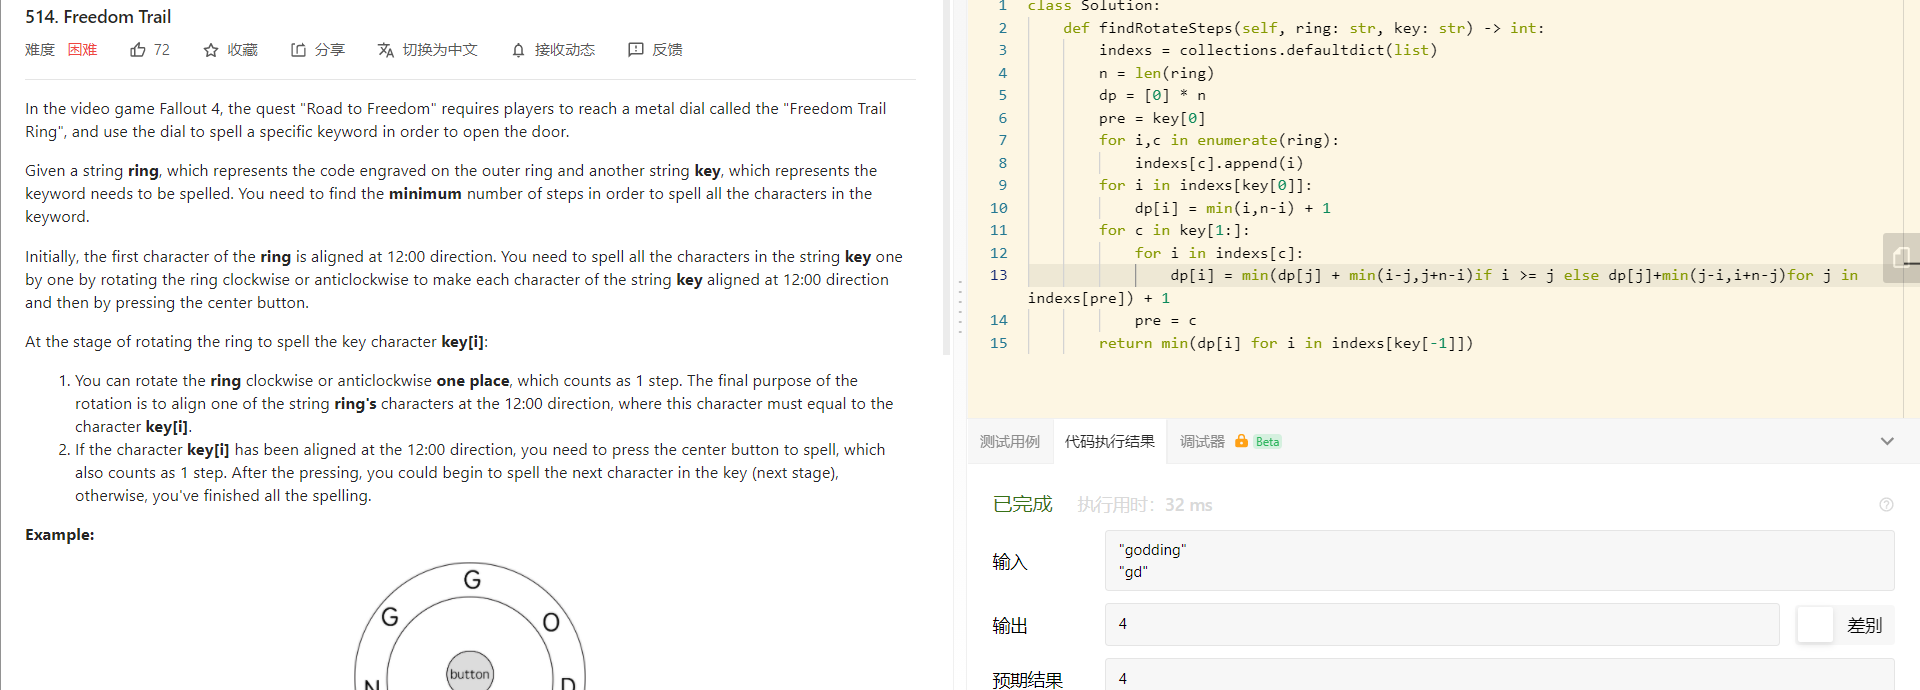 514. Freedom Trail
难度 困难 72 收藏 分享 切换为中文 接收动态 反馈
In the video game Fallout 4, the quest "Road to Freedom" requires players to reach a metal dial called the "Freedom Trail
Ring", and use the dial to spell a specific keyword in order to open the door.
Given a string ring, which represents the code engraved on the outer ring and another string key, which represents the
keyword needs to be spelled. You need to find the minimum number of steps in order to spell all the characters in the
keyword.
Initially, the first character of the ring is aligned at 12:00 direction. You need to spell all the characters in the string key one
by one by rotating the ring clockwise or anticlockwise to make each character of the string key aligned at 12:00 direction
and then by pressing the center button.
At the stage of rotating the ring to spell the key character key[i]:
1. You can rotate the ring clockwise or anticlockwise one place, which counts as 1 step. The final purpose of the
rotation is to align one of the string ring's characters at the 12:00 direction, where this character must equal to the
character key[i].
2. If the character key[i] has been aligned at the 12:00 direction, you need to press the center button to spell, which
also counts as 1 step. After the pressing, you could begin to spell the next character in the key (next stage),
otherwise, you've finished all the spelling.
Example:
G
G
O
button
N
D
1 class Solution:
2 def findRotateSteps(self, ring: str, key: str) -> int:
3 indexs = collections.defaultdict(list)
4 n = len(ring)
5 dp = [0] * n
6 pre = key[0]
7 for i,c in enumerate(ring):
8 indexs[c].append(i)
9 for i in indexs[key[0]]:
10 dp[i] = min(i,n-i) + 1
11 for c in key[1:]:
12 for i in indexs[c]:
13 dp[i] = min(dp[j] + min(i-j,j+n-i)if i >= j else dp[j]+min(j-i,i+n-j)for j in
indexs[pre]) + 1
14 pre = c
15 return min(dp[i] for i in indexs[key[-1]])
测试用例 代码执行结果 调试器 Beta
已完成 执行用时: 32 ms
输入
"godding"
"gd"
输出 4 差别
预期结果 4